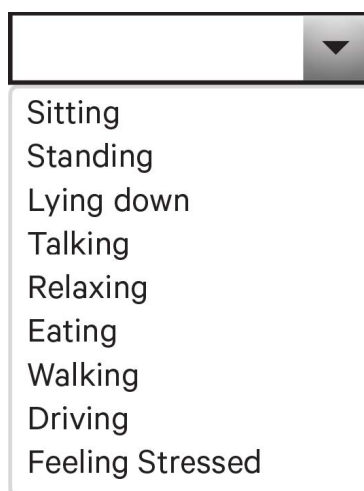 Sitting
Standing
Lying down
Talking
Relaxing
Eating
Walking
Driving
Feeling Stressed